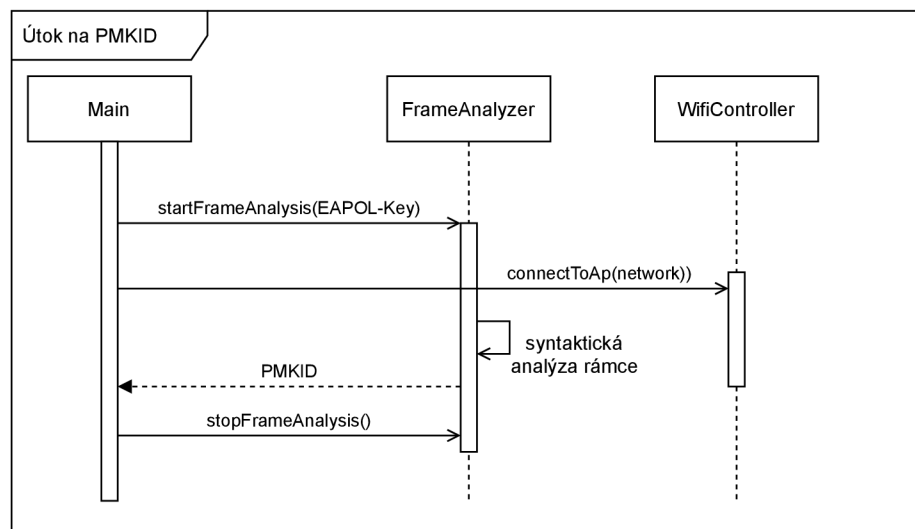 Útok na PMKID
Main
FrameAnalyzer
WifiController
startFrameAnalysis(EAPOL-Key)
connectToAp(network))
syntaktická
analýza rámce
PMKID
stopFrameAnalysis()